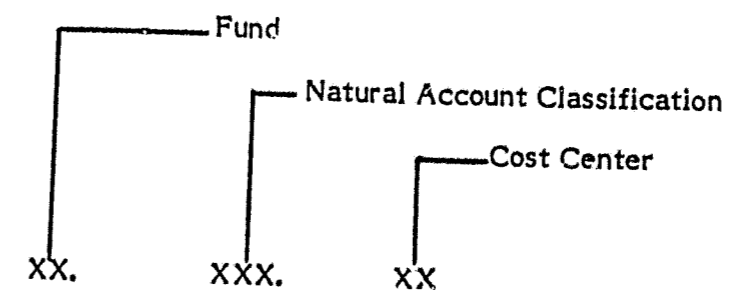 Fund
Natural Account Classification
Cost Center
XX. XXX. XX